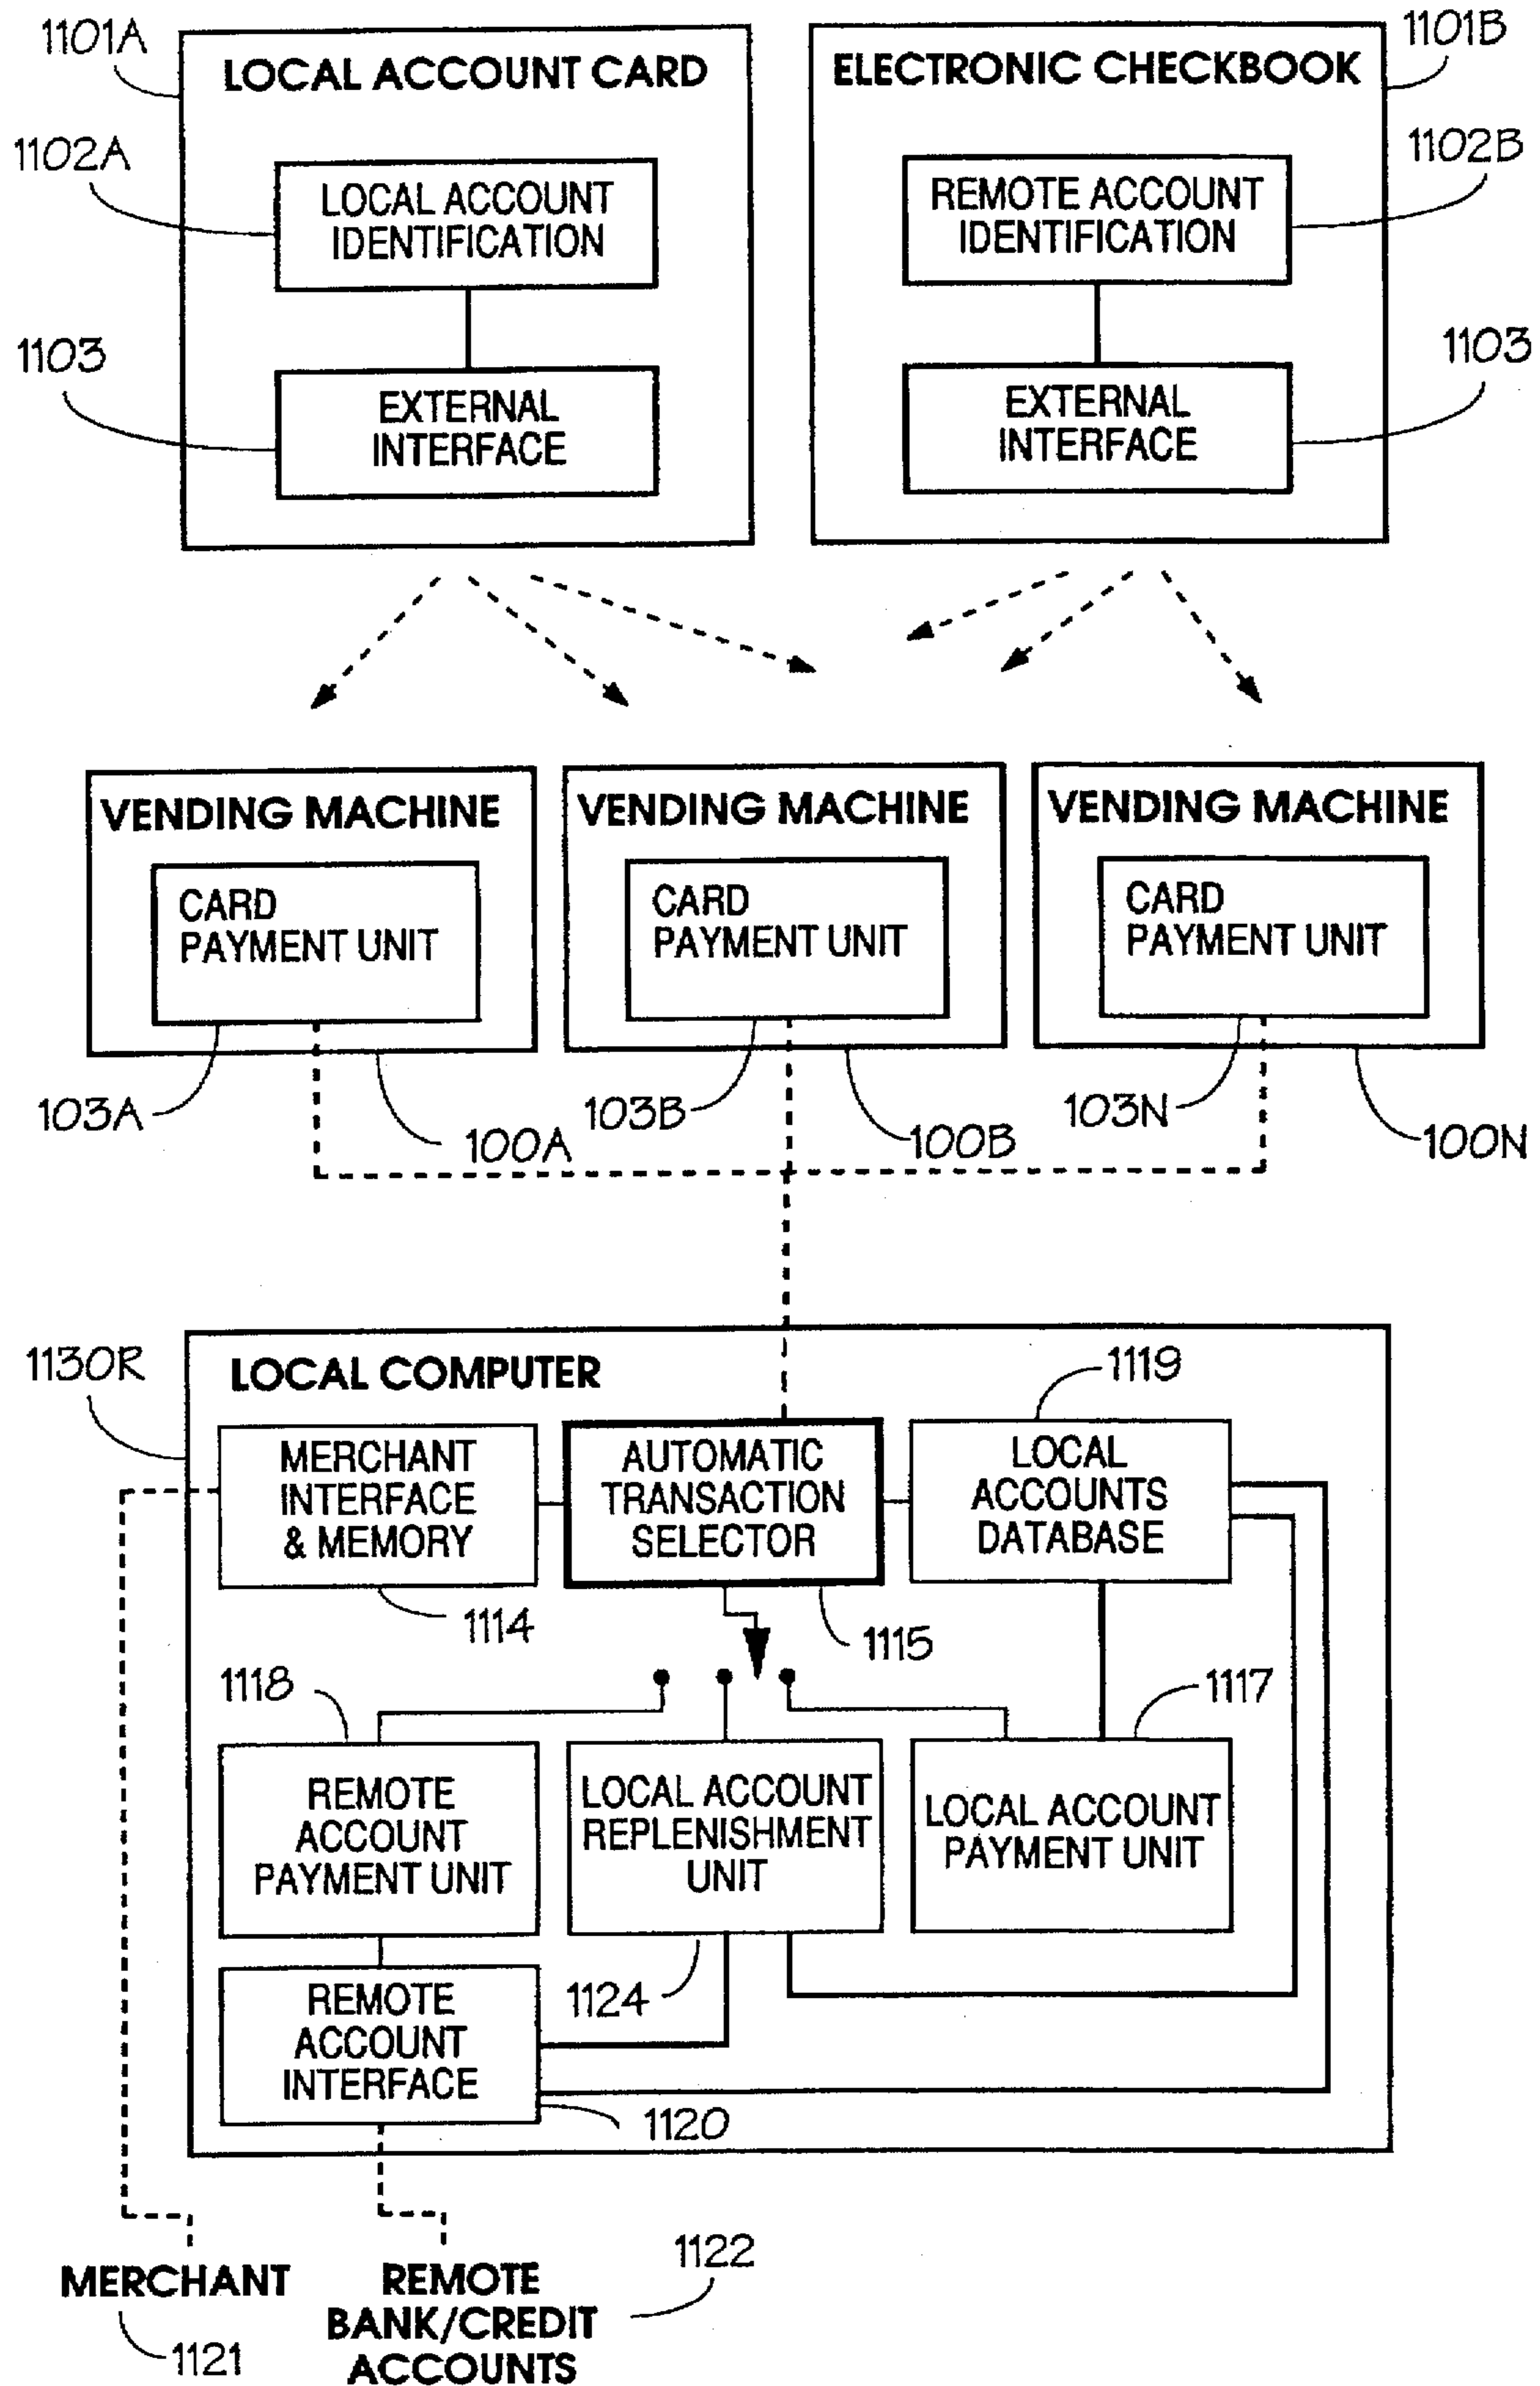 1101A
LOCAL ACCOUNT CARD
1102A
LOCAL ACCOUNT
IDENTIFICATION
1103
EXTERNAL
INTERFACE
1101B
ELECTRONIC CHECKBOOK
1102B
REMOTE ACCOUNT
IDENTIFICATION
1103
EXTERNAL
INTERFACE
VENDING MACHINE
CARD
PAYMENT UNIT
103A
100A
VENDING MACHINE
CARD
PAYMENT UNIT
103B
100B
VENDING MACHINE
CARD
PAYMENT UNIT
103N
100N
1130R
LOCAL COMPUTER
1119
MERCHANT
INTERFACE
& MEMORY
1114
AUTOMATIC
TRANSACTION
SELECTOR
1115
LOCAL
ACCOUNTS
DATABASE
1118
1117
REMOTE
ACCOUNT
PAYMENT UNIT
LOCAL ACCOUNT
REPLENISHMENT
UNIT
1124
LOCAL ACCOUNT
PAYMENT UNIT
REMOTE
ACCOUNT
INTERFACE
1120
MERCHANT
1121
REMOTE
BANK/CREDIT
ACCOUNTS
1122